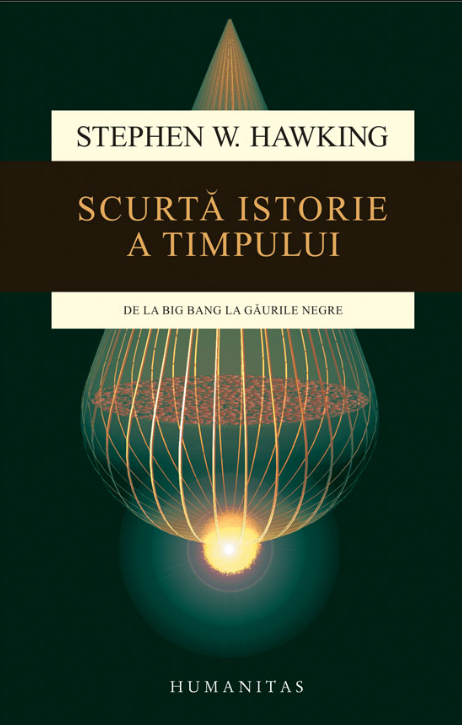 STEPHEN W. HAWKING
SCURTĂ ISTORIE
A TIMPULUI
DE LA BIG BANG LA GĂURILE NEGRE
HUMANITAS